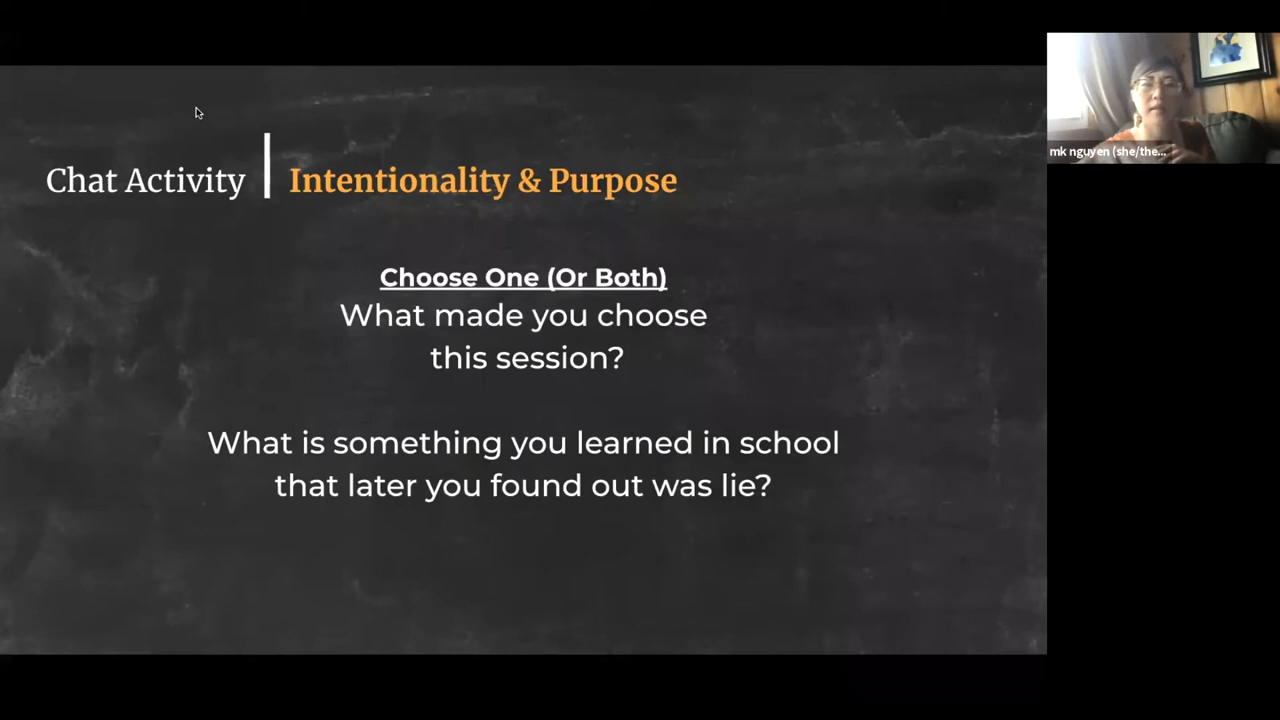 Chat Activity | Intentionality & Purpose
Choose One (Or Both)
What made you choose
this session?
What is something you learned in school
that later you found out was lie?
mk nguyen (she/the...